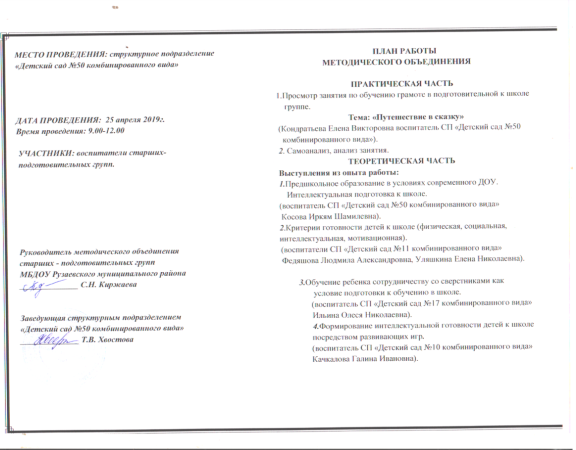 МЕСТО ПРОВЕДЕНИЯ: структурное подразделение
«Детский сад №50 комбинированного вида»
ДАТА ПРОВЕДЕНИЯ: 25 апреля 2019г.
Время проведения: 9.00-12.00
УЧАСТНИКИ: воспитатели старших-
подготовительных групп.
Руководитель методического объединения
старших - подготовительных групп
МБДОУ Рузаевского муниципального района
С.Н. Киржаева
Заведующая структурным подразделением
«Детский сад №50 комбинированного вида»
Т.В. Хвостова
ПЛАН РАБОТЫ
МЕТОДИЧЕСКОГО ОБЪЕДИНЕНИЯ
ПРАКТИЧЕСКАЯ ЧАСТЬ
1.Просмотр занятия по обучению грамоте в подготовительной к школе
группе.
Тема: «Путешествие в сказку»
(Кондратьева Елена Викторовна воспитатель СП «Детский сад №50
комбинированного вида»).
2. Самоанализ, анализ занятия.
ТЕОРЕТИЧЕСКАЯ ЧАСТЬ
Выступления из опыта работы:
1.Предшкольное образование в условиях современного ДОУ.
Интеллектуальная подготовка к школе.
(воспитатель СП «Детский сад №50 комбинированного вида»
Косова Иркям Шамилевна).
2.Критерии готовности детей к школе (физическая, социальная,
интеллектуальная, мотивационная).
(воспитатели СП «Детский сад №11 комбинированного вида»
Федяшова Людмила Александровна, Уляшкина Елена Николаевна).
3.Обучение ребенка сотрудничеству со сверстниками как
условие подготовки к обучению в школе.
(воспитатель СП «Детский сад №17 комбинированного вида»
Ильина Олеся Николаевна).
4.Формирование интеллектуальной готовности детей к школе
посредством развивающих игр.
(воспитатель СП «Детский сад №10 комбинированного вида»
Качкалова Галина Ивановна).